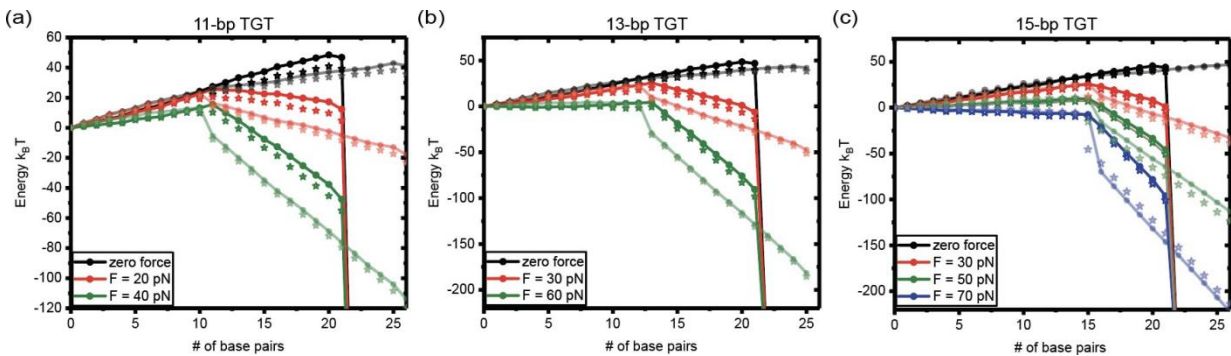 (a)
11-bp TGT
Energy k_BT
60
40
20
0
-20
-40
-60
-80
-100
-120
zero force
F = 20 pN
F = 40 pN
0 5 10 15 20 25
# of base pairs
(b)
13-bp TGT
Energy k_BT
50
0
-50
-100
-150
-200
zero force
F = 30 pN
F = 60 pN
0 5 10 15 20 25
# of base pairs
(c)
15-bp TGT
Energy k_BT
50
0
-50
-100
-150
-200
zero force
F = 30 pN
F = 50 pN
F = 70 pN
0 5 10 15 20 25
# of base pairs